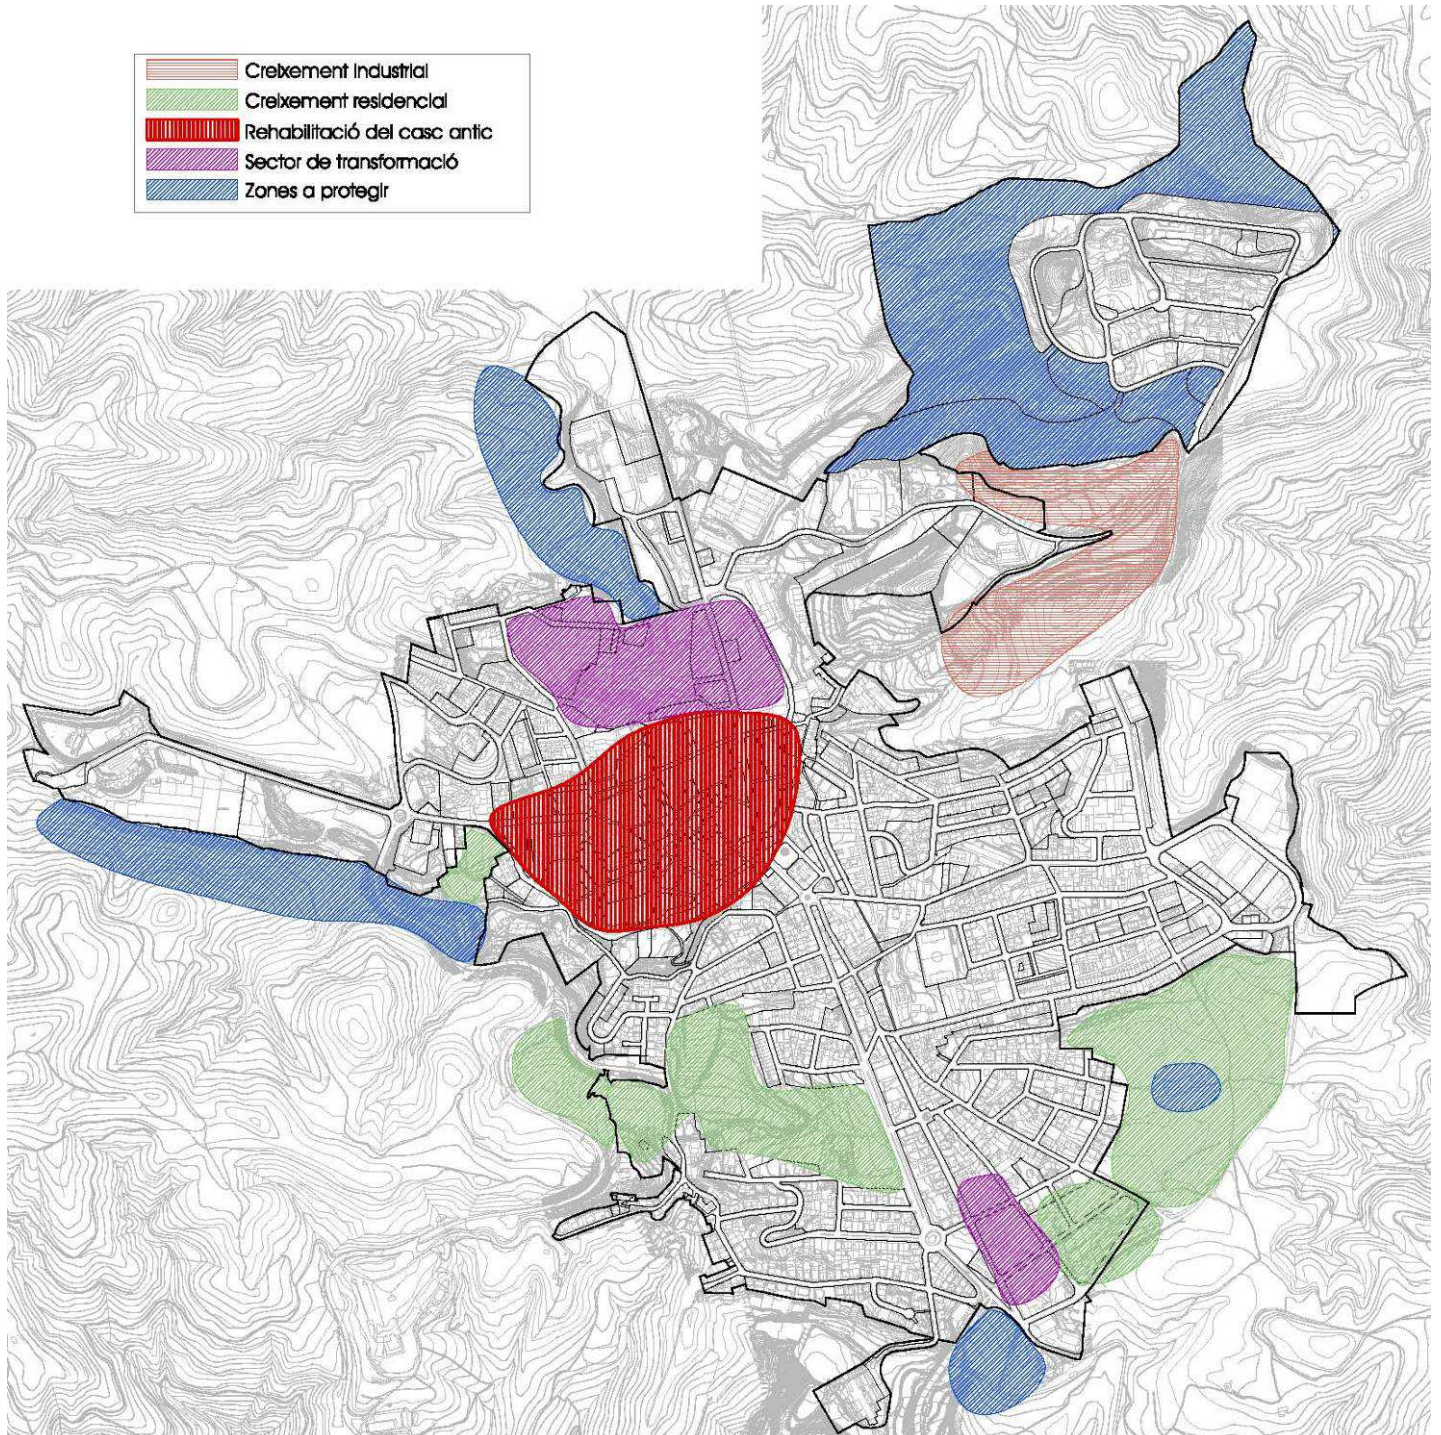 Creixement industrial
Creixement residencial
Rehabilitació del casc antic
Sector de transformació
Zones a protegir